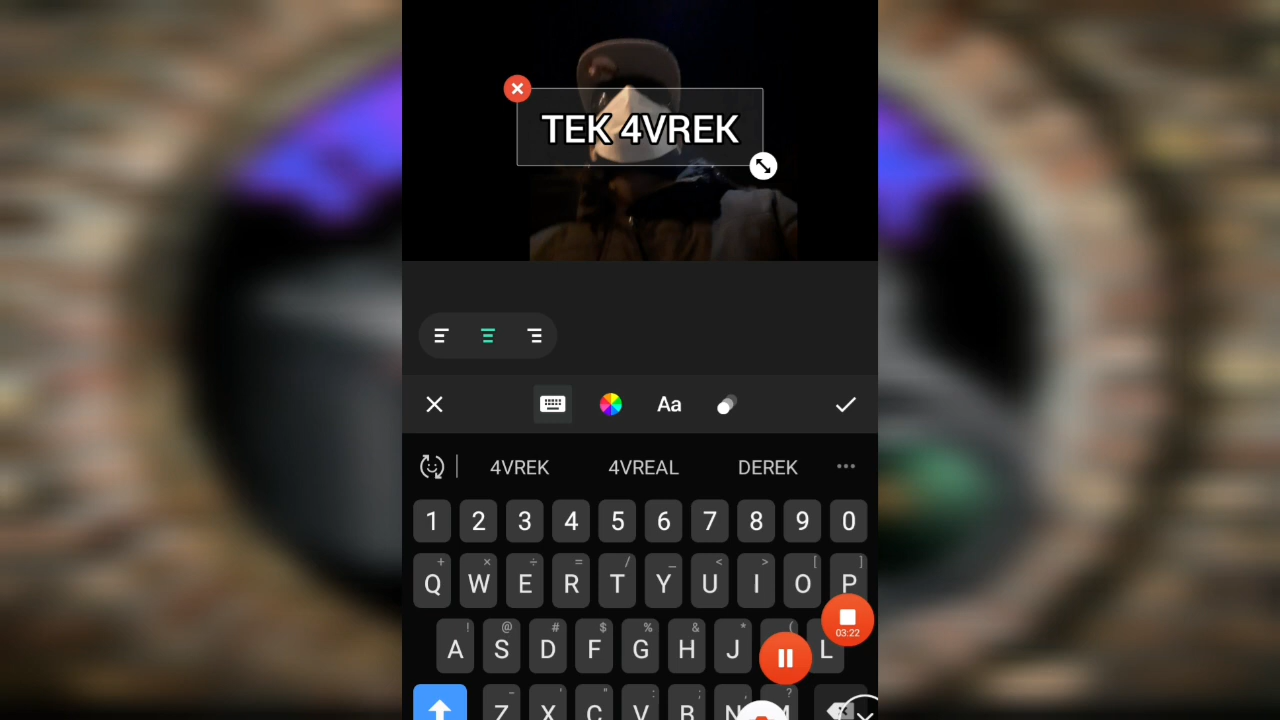 TEK 4VREK
Aa
4VREK 4VREAL DEREK ...
1 2 3 4 5 6 7 8 9 0
+ × ÷ = / _ < > [ ]
Q W E R T Y U I O P
03:22
! @ # $ % & * (
A S D F G H J L
- ' " : ; , ?
Z X C V B N M